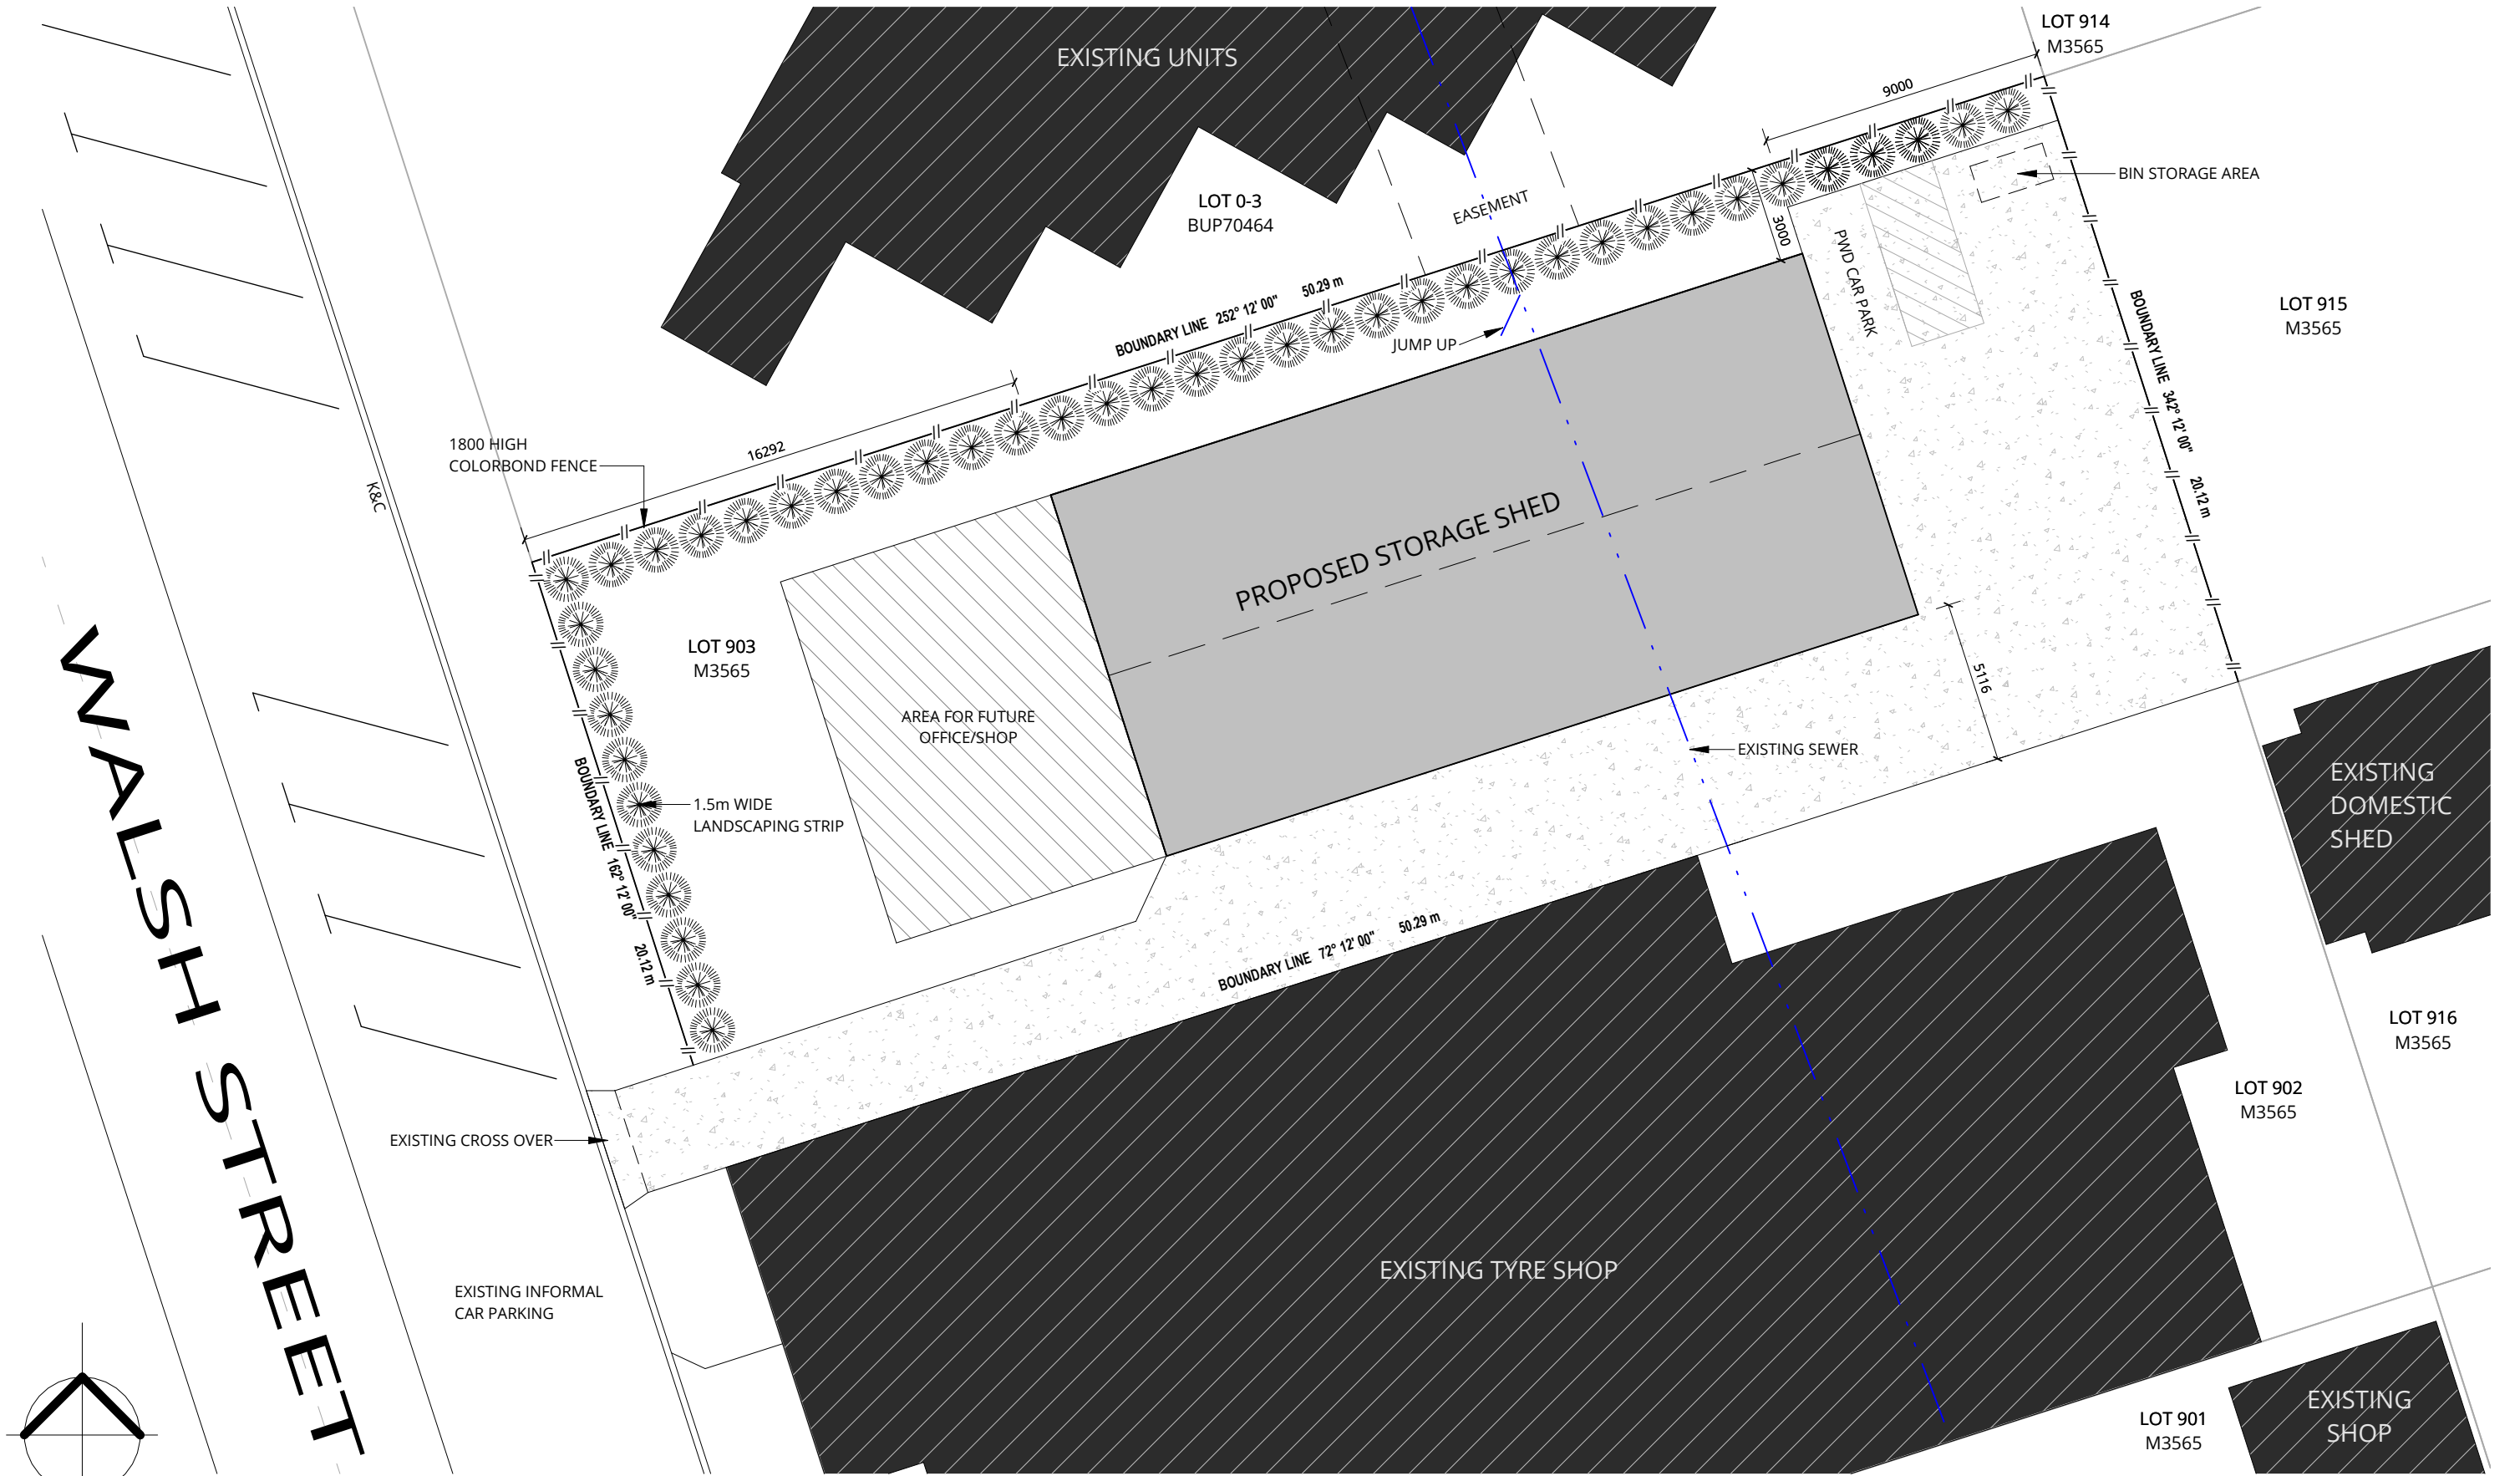 LOT 914
M3565
EXISTING UNITS
9000
BIN STORAGE AREA
LOT 0-3
BUP70464
EASEMENT
3000
PWD CAR PARK
BOUNDARY LINE 252° 12' 00" 50.29 m
JUMP UP
LOT 915
M3565
BOUNDARY LINE 342° 12' 00" 20.12 m
1800 HIGH
COLORBOND FENCE
16292
K&C
PROPOSED STORAGE SHED
LOT 903
M3565
AREA FOR FUTURE
OFFICE/SHOP
5116
EXISTING SEWER
EXISTING
DOMESTIC
SHED
BOUNDARY LINE 162° 12' 00" 20.12 m
1.5m WIDE
LANDSCAPING STRIP
WALSH STREET
BOUNDARY LINE 72° 12' 00" 50.29 m
LOT 916
M3565
LOT 902
M3565
EXISTING CROSS OVER
EXISTING TYRE SHOP
EXISTING INFORMAL
CAR PARKING
LOT 901
M3565
EXISTING
SHOP